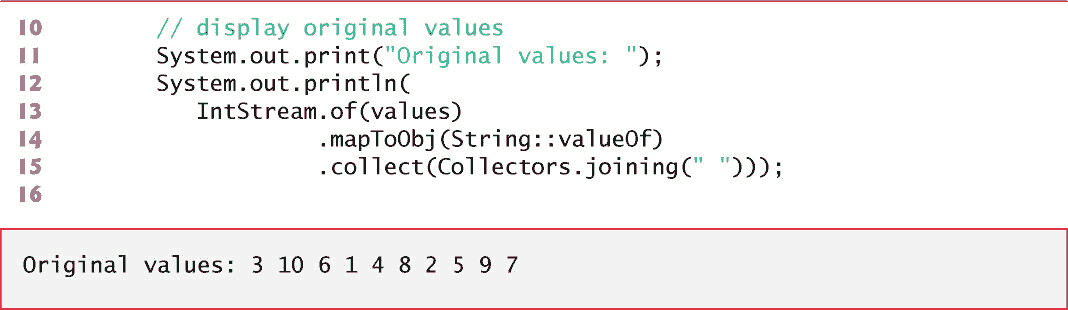 10 // display original values
11 System.out.print("Original values: ");
12 System.out.println(
13 IntStream.of(values)
14 .mapToObj(String::valueOf)
15 .collect(Collectors.joining(" ")));
16
Original values: 3 10 6 1 4 8 2 5 9 7